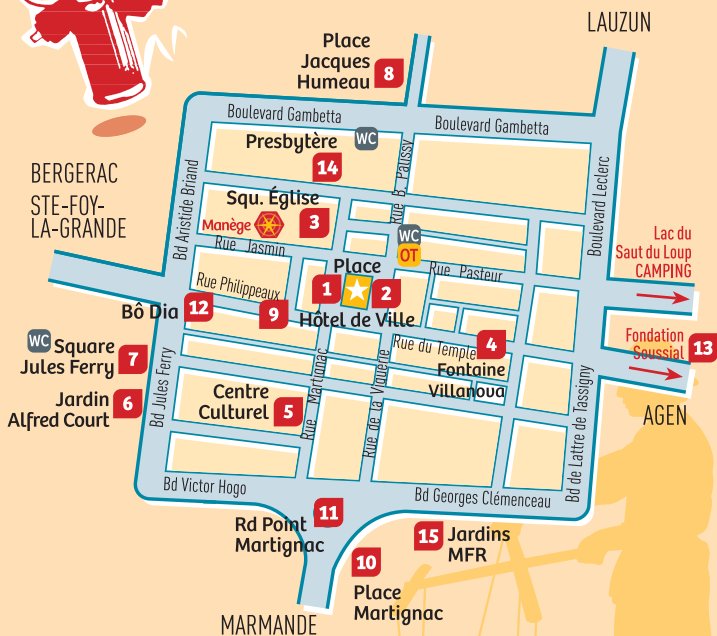 LAUZUN
Place
Jacques
Humeau 8
Boulevard Gambetta
Boulevard Gambetta
Presbytère WC
14
Rue B. Palissy
BERGERAC
STE-FOY-
LA-GRANDE
Bd Aristide Briand
Boulevard Leclerc
Squ. Église
Manège 3
WC
OT
Rue Jasmin
Lac du
Saut du Loup
CAMPING
Rue Pasteur
Place
1 2
Hôtel de Ville
Rue Philippeaux
9
Bô Dia 12
WC Square
Jules Ferry 7
Jardin
Alfred Court 6
Bd Jules Ferry
Rue du Temple 4
Fontaine
Villanova
Fondation
Soussial 13
AGEN
Centre
Culturel 5
Rue Martignac
Rue de la Viguerie
Bd de Lattre de Tassigny
Bd Victor Hogo
Bd Georges Clémenceau
11
Rd Point
Martignac
15 Jardins
MFR
10
Place
Martignac
MARMANDE